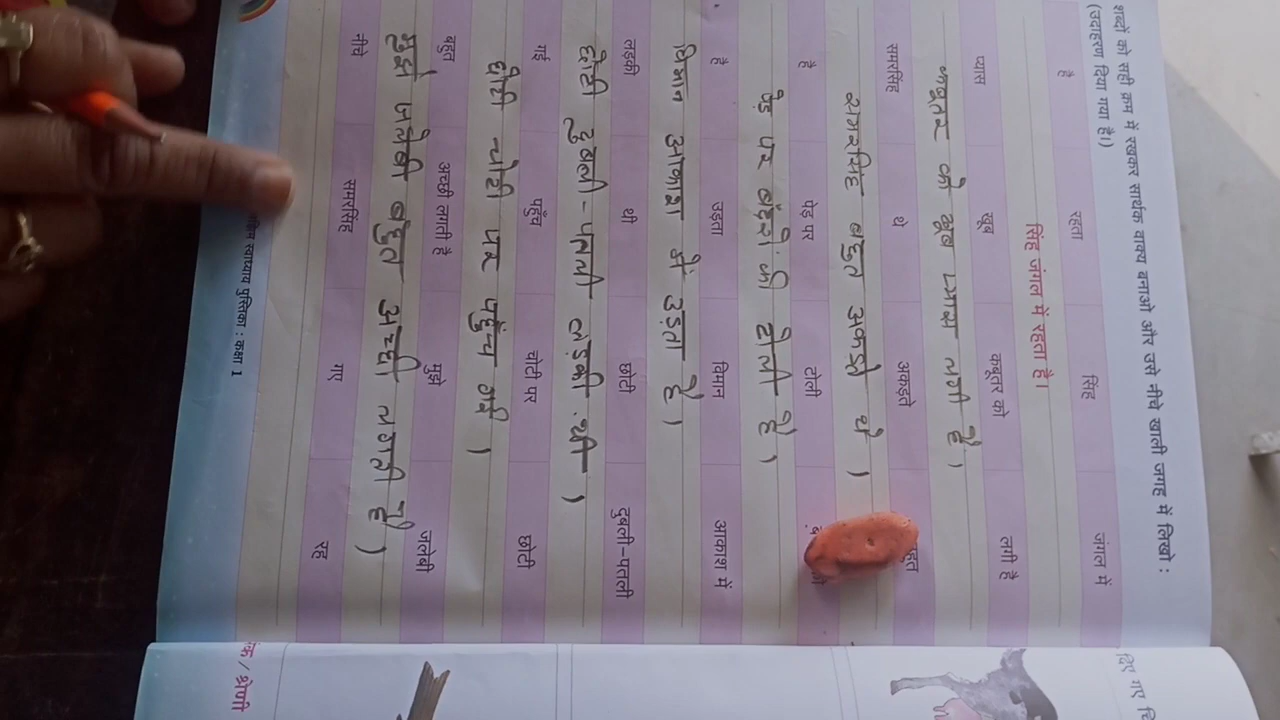 शब्दों को सही क्रम में रखकर सार्थक वाक्य बनाओ और उसे नीचे खाली जगह में लिखो :
(उदाहरण दिया गया है।)
है रहता सिंह जंगल में
सिंह जंगल में रहता है।
प्यास खूब कबूतर को लगी है
कबूतर को खूब प्यास लगी है।
समरसिंह थे अकड़ते
समरसिंह बहुत अकड़ते थे।
है पेड़ पर टोली
पेड़ पर बंदरों की टोली है।
है उड़ता विमान आकाश में
विमान आकाश में उड़ता है।
लड़की थी छोटी दुबली-पतली
छोटी दुबली-पतली लड़की थी।
गई पहुँच चोटी पर छोटी
छोटी चोटी पर पहुँच गई।
बहुत अच्छी लगती है मुझे जलेबी
मुझे जलेबी बहुत अच्छी लगती है।
नीचे समरसिंह गए रह
स्वाध्याय पुस्तिका : कक्षा 1
दिए गए
/ श्रेणी